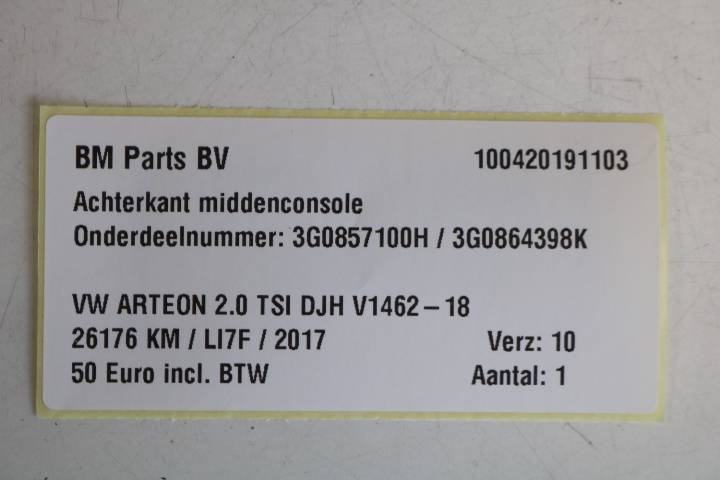 BM Parts BV 100420191103
Achterkant middenconsole
Onderdeelnummer: 3G0857100H / 3G0864398K
VW ARTEON 2.0 TSI DJH V1462-18
26176 KM / LI7F / 2017 Verz: 10
50 Euro incl. BTW Aantal: 1